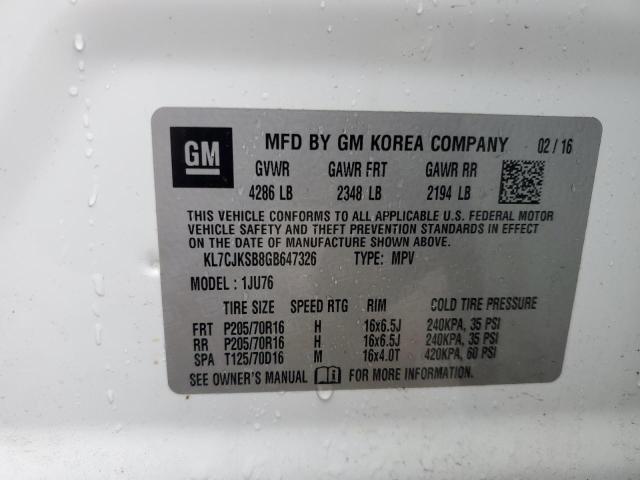 GM MFD BY GM KOREA COMPANY 02 / 16
GVWR GAWR FRT GAWR RR
4286 LB 2348 LB 2194 LB
THIS VEHICLE CONFORMS TO ALL APPLICABLE U.S. FEDERAL MOTOR
VEHICLE SAFETY AND THEFT PREVENTION STANDARDS IN EFFECT
ON THE DATE OF MANUFACTURE SHOWN ABOVE.
KL7CJKSB8GB647326 TYPE: MPV
MODEL: 1JU76
TIRE SIZE SPEED RTG RIM COLD TIRE PRESSURE
FRT P205/70R16 H 16x6.5J 240KPA, 35 PSI
RR P205/70R16 H 16x6.5J 240KPA, 35 PSI
SPA T125/70D16 M 16x4.0T 420KPA, 60 PSI
SEE OWNER'S MANUAL FOR MORE INFORMATION.